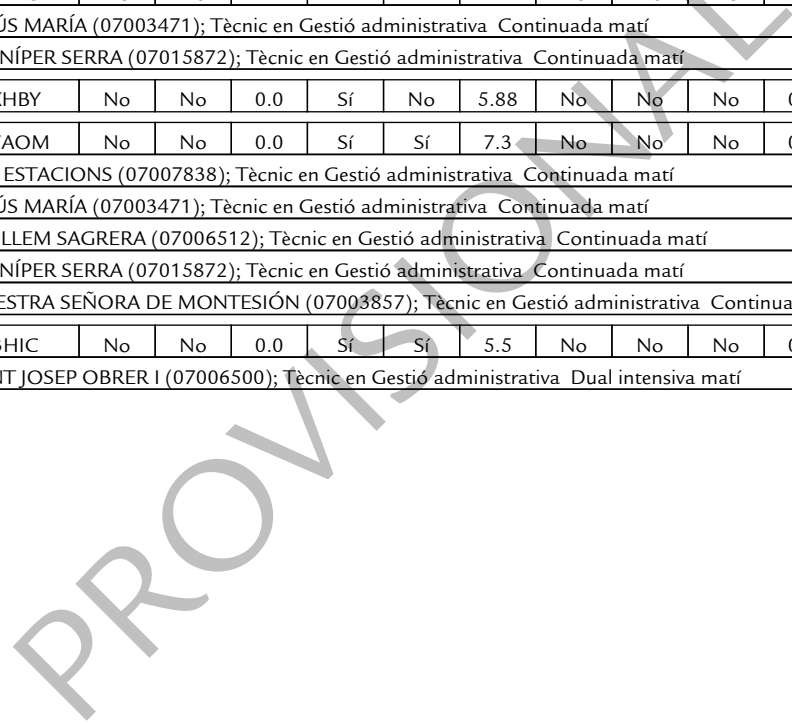 ÚS MARÍA (07003471); Tècnic en Gestió administrativa Continuada matí
NÍPER SERRA (07015872); Tècnic en Gestió administrativa Continuada matí
HBY No No 0.0 Sí No 5.88 No No No
AOM No No 0.0 Sí Sí 7.3 No No No
ESTACIONS (07007838); Tècnic en Gestió administrativa Continuada matí
ÚS MARÍA (07003471); Tècnic en Gestió administrativa Continuada matí
LLEM SAGRERA (07006512); Tècnic en Gestió administrativa Continuada matí
NÍPER SERRA (07015872); Tècnic en Gestió administrativa Continuada matí
ESTRA SEÑORA DE MONTESIÓN (07003857); Tècnic en Gestió administrativa Continua
HIC No No 0.0 Sí Sí 5.5 No No No
NT JOSEP OBRER I (07006500); Tècnic en Gestió administrativa Dual intensiva matí
PROVISIONAL